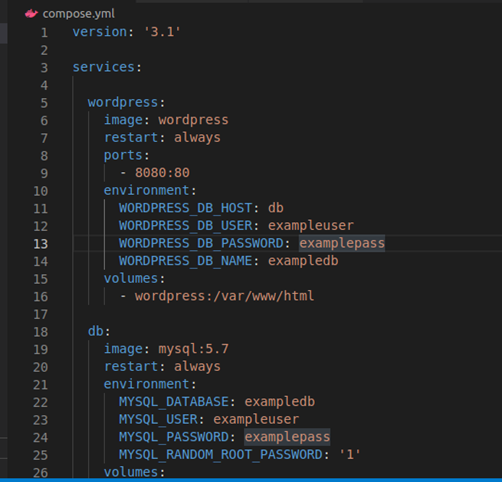 compose.yml
1 version: '3.1'
2
3 services:
4
5   wordpress:
6     image: wordpress
7     restart: always
8     ports:
9       - 8080:80
10     environment:
11       WORDPRESS_DB_HOST: db
12       WORDPRESS_DB_USER: exampleuser
13       WORDPRESS_DB_PASSWORD: examplepass
14       WORDPRESS_DB_NAME: exampledb
15     volumes:
16       - wordpress:/var/www/html
17
18   db:
19     image: mysql:5.7
20     restart: always
21     environment:
22       MYSQL_DATABASE: exampledb
23       MYSQL_USER: exampleuser
24       MYSQL_PASSWORD: examplepass
25       MYSQL_RANDOM_ROOT_PASSWORD: '1'
26     volumes: